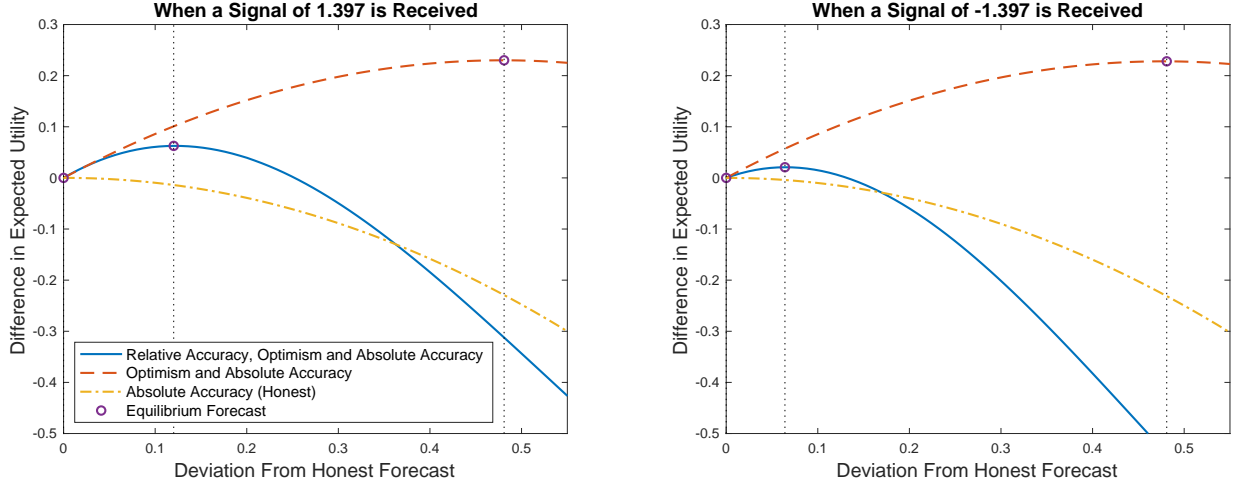 When a Signal of 1.397 is Received
Difference in Expected Utility
0.3
0.2
0.1
0
-0.1
-0.2
-0.3
-0.4
-0.5
Relative Accuracy, Optimism and Absolute Accuracy
Optimism and Absolute Accuracy
Absolute Accuracy (Honest)
Equilibrium Forecast
0 0.1 0.2 0.3 0.4 0.5
Deviation From Honest Forecast
When a Signal of -1.397 is Received
Difference in Expected Utility
0.3
0.2
0.1
0
-0.1
-0.2
-0.3
-0.4
-0.5
0 0.1 0.2 0.3 0.4 0.5
Deviation From Honest Forecast